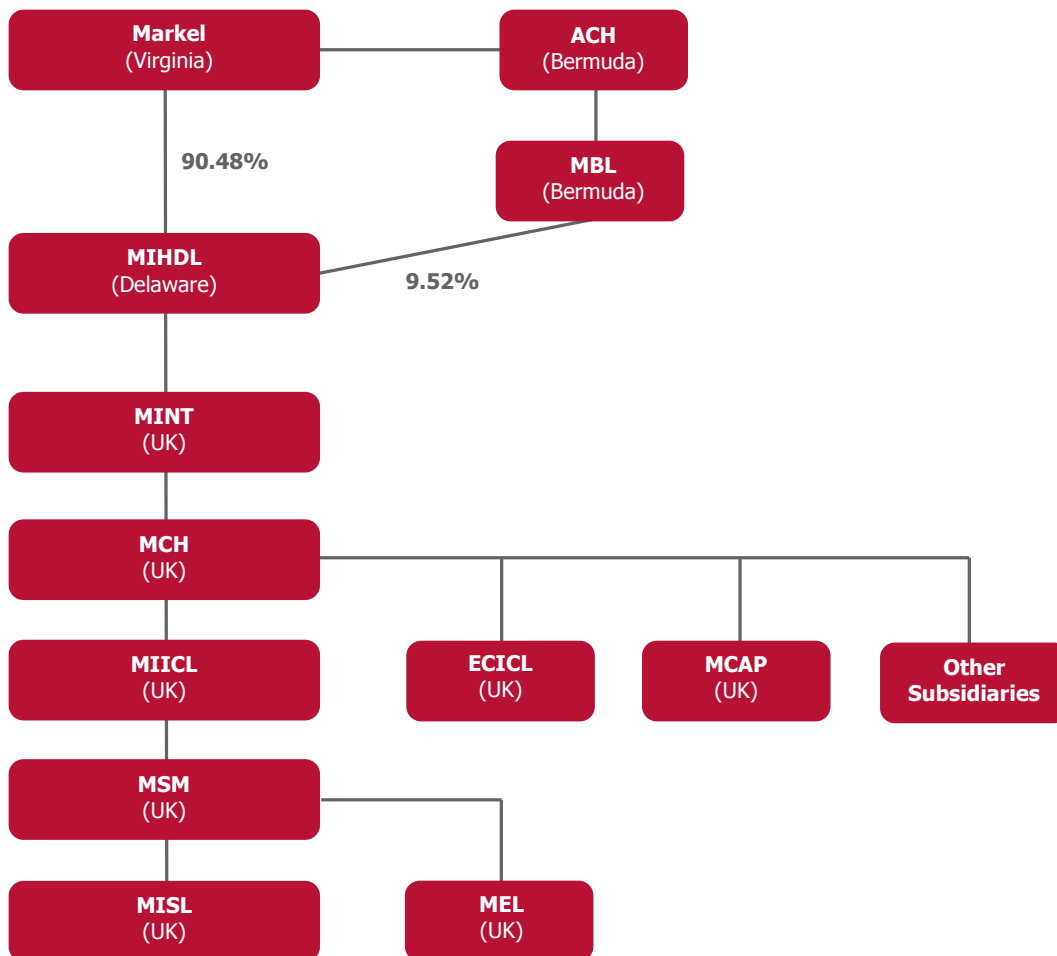 Markel
(Virginia)
ACH
(Bermuda)
90.48%
MBL
(Bermuda)
MIHDL
(Delaware)
9.52%
MINT
(UK)
MCH
(UK)
MIICL
(UK)
ECICL
(UK)
MCAP
(UK)
Other
Subsidiaries
MSM
(UK)
MISL
(UK)
MEL
(UK)